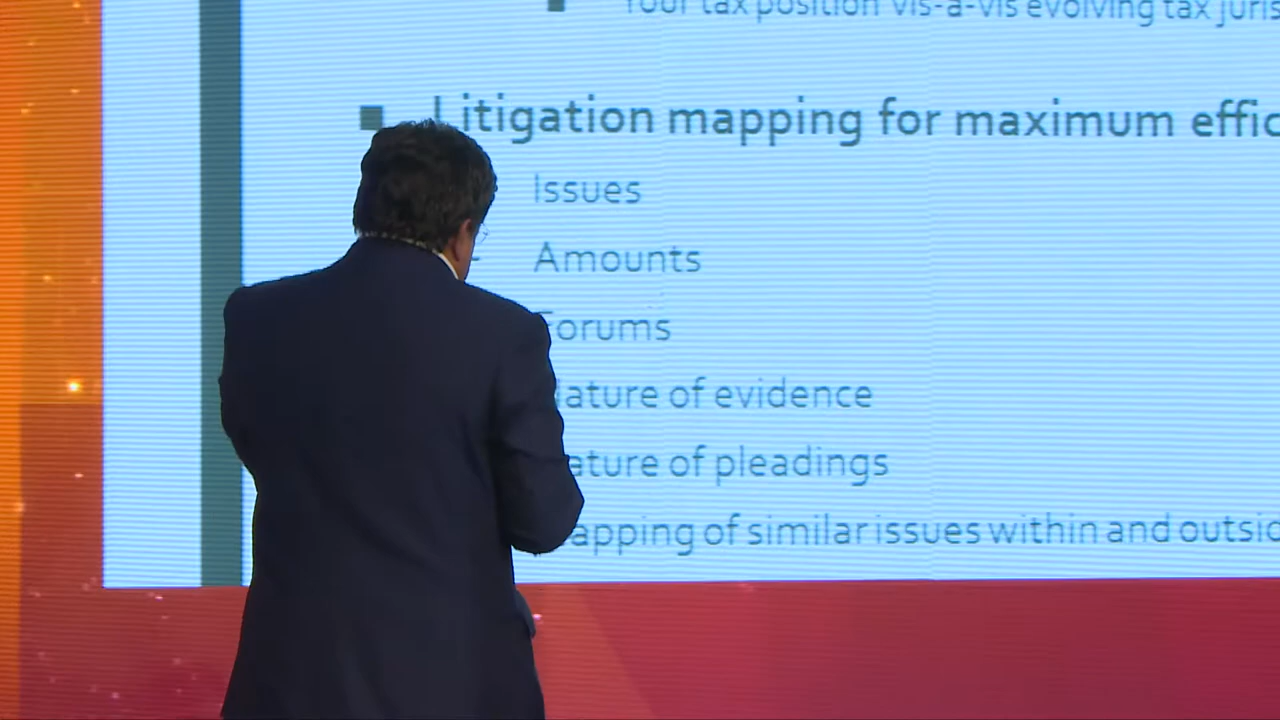 Your tax position vis-a-vis evolving tax
Litigation mapping for maximum
Issues
Amounts
Forums
of evidence
of pleadings
of similar issues within and